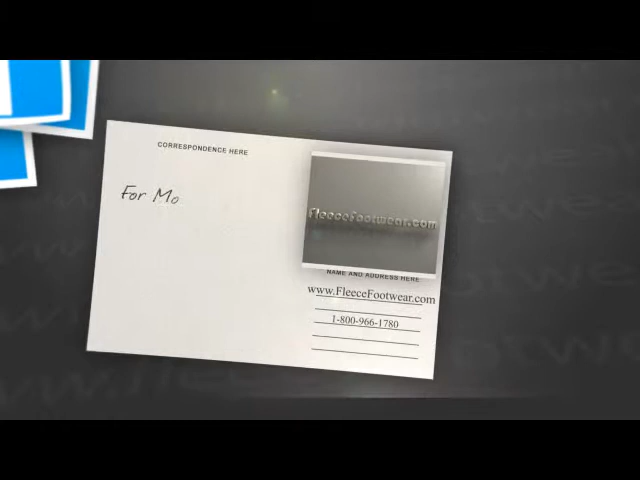 CORRESPONDENCE HERE
For Mo
FleeceFootwear.com
NAME AND ADDRESS HERE
www.FleeceFootwear.com
1-800-966-1780